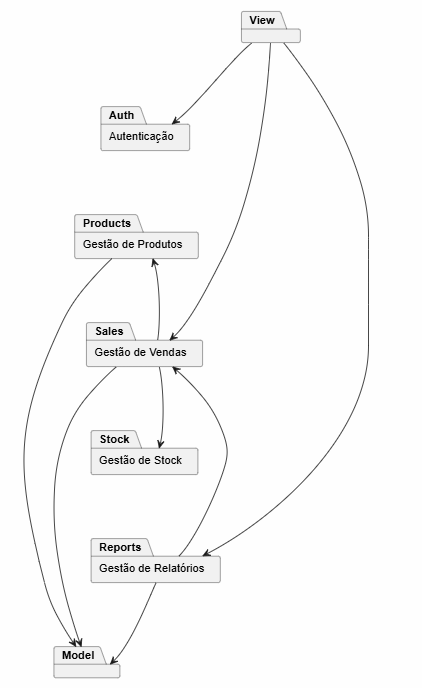 View
Auth
Autenticação
Products
Gestão de Produtos
Sales
Gestão de Vendas
Stock
Gestão de Stock
Reports
Gestão de Relatórios
Model